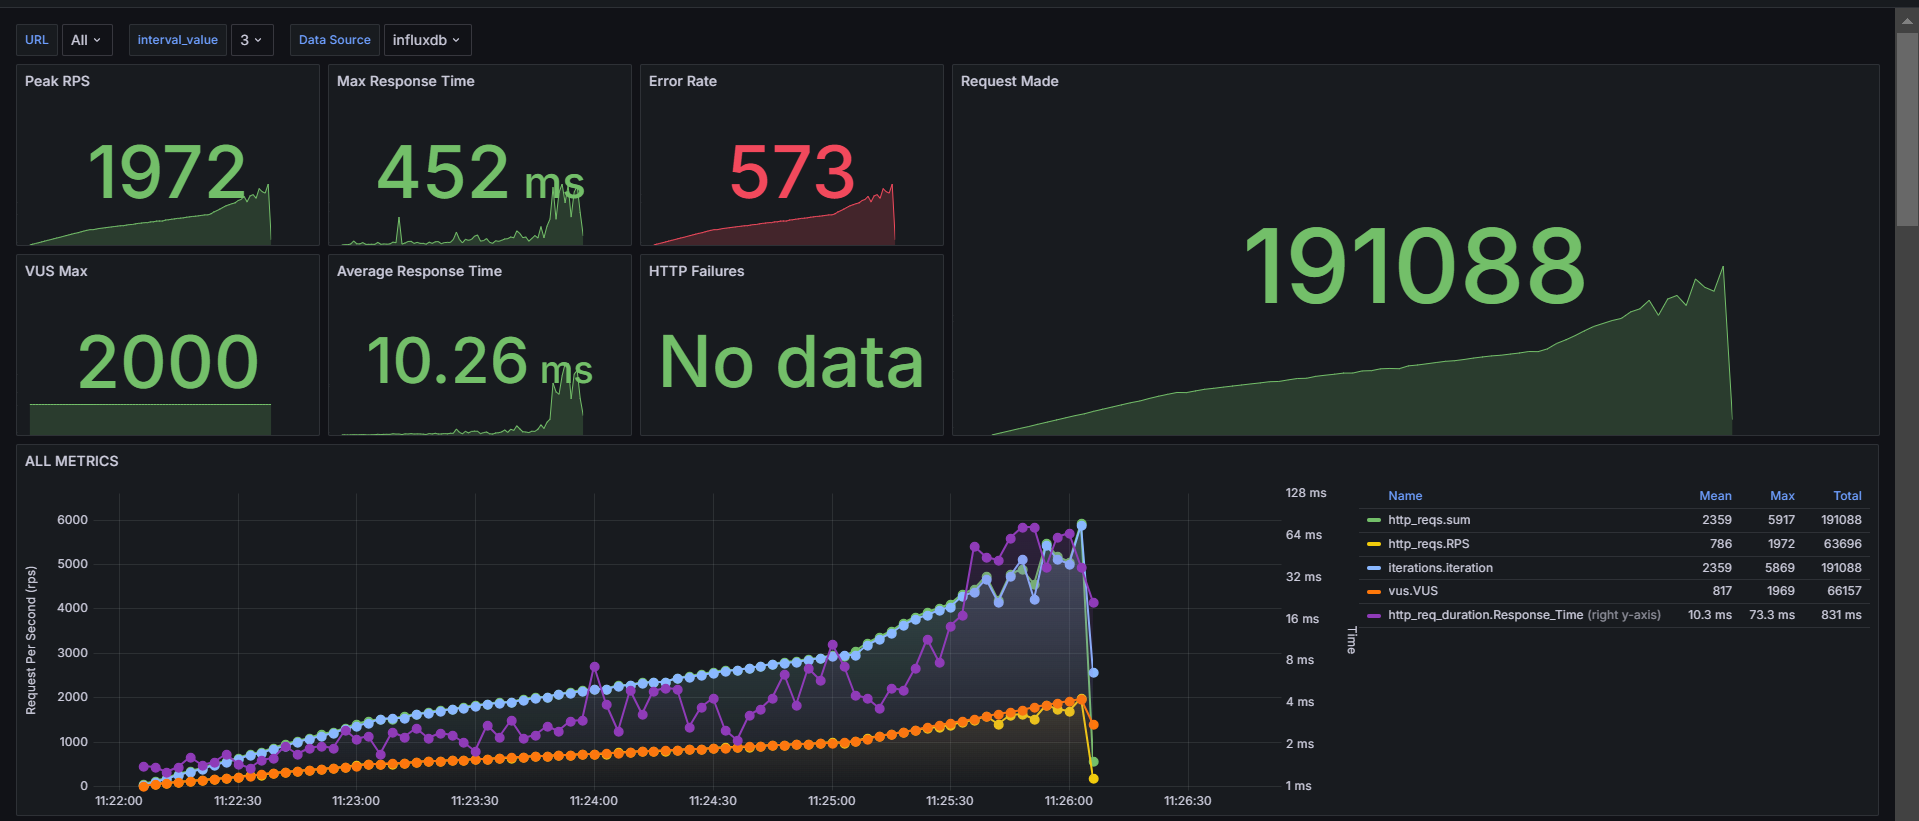 URL All interval_value 3 Data Source influxdb
Peak RPS
1972
Max Response Time
452 ms
Error Rate
573
Request Made
191088
VUS Max
2000
Average Response Time
10.26 ms
HTTP Failures
No data
ALL METRICS
Request Per Second (rps)
6000
5000
4000
3000
2000
1000
0
11:22:00 11:22:30 11:23:00 11:23:30 11:24:00 11:24:30 11:25:00 11:25:30 11:26:00 11:26:30
128 ms
64 ms
32 ms
16 ms
8 ms
4 ms
2 ms
1 ms
Time
Name Mean Max Total
http_reqs.sum 2359 5917 191088
http_reqs.RPS 786 1972 63696
iterations.iteration 2359 5869 191088
vus.VUS 817 1969 66157
http_req_duration.Response_Time (right y-axis) 10.3 ms 73.3 ms 831 ms